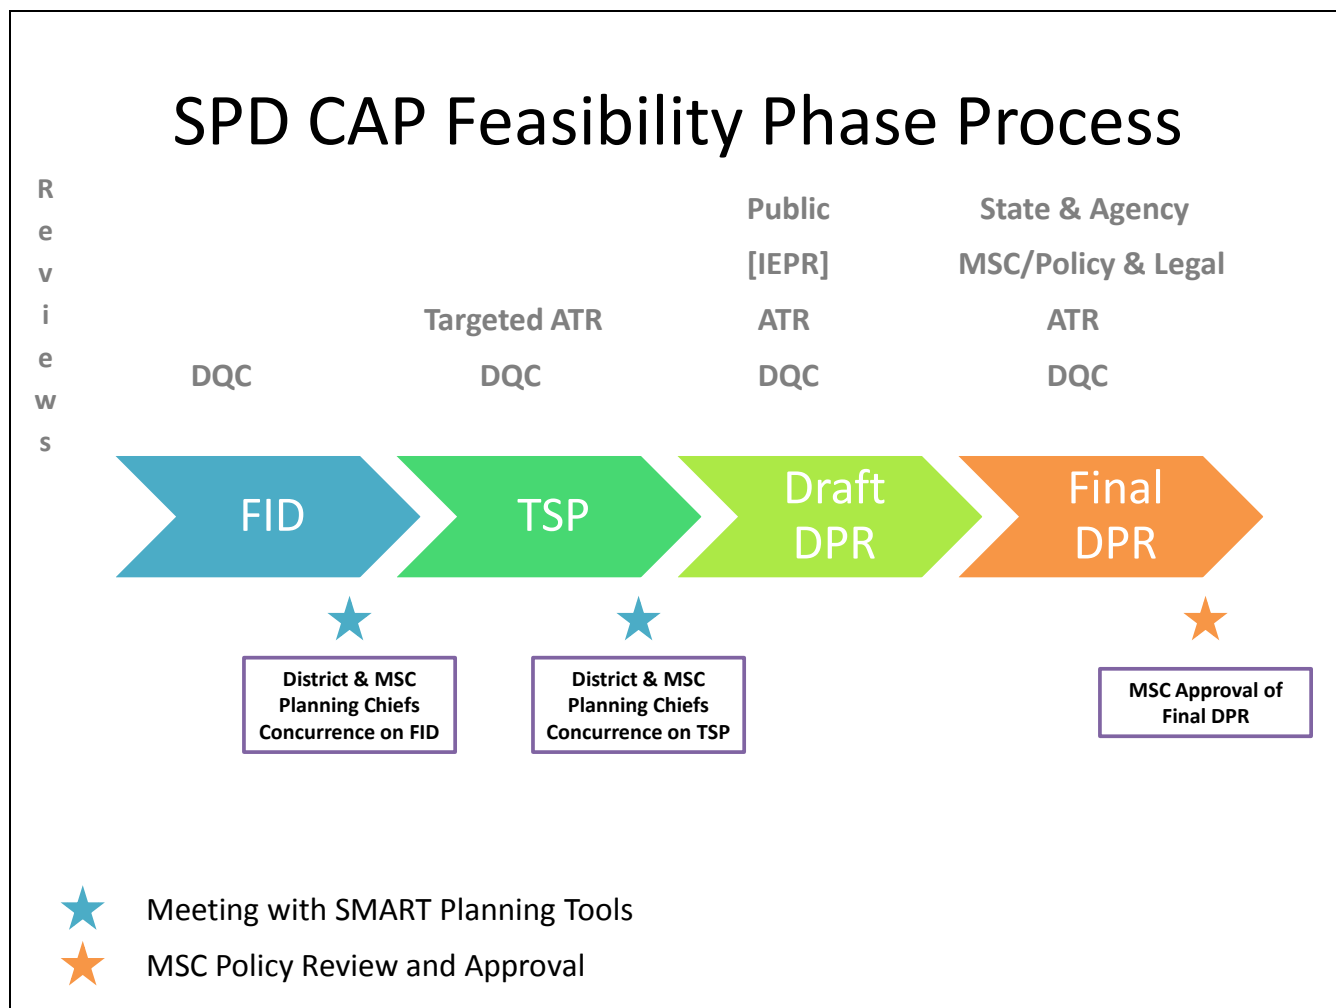 SPD CAP Feasibility Phase Process
Reviews
Public
State & Agency
[IEPR]
MSC/Policy & Legal
Targeted ATR
ATR
ATR
DQC
DQC
DQC
DQC
FID
TSP
Draft
DPR
Final
DPR
District & MSC
Planning Chiefs
Concurrence on FID
District & MSC
Planning Chiefs
Concurrence on TSP
MSC Approval of
Final DPR
Meeting with SMART Planning Tools
MSC Policy Review and Approval